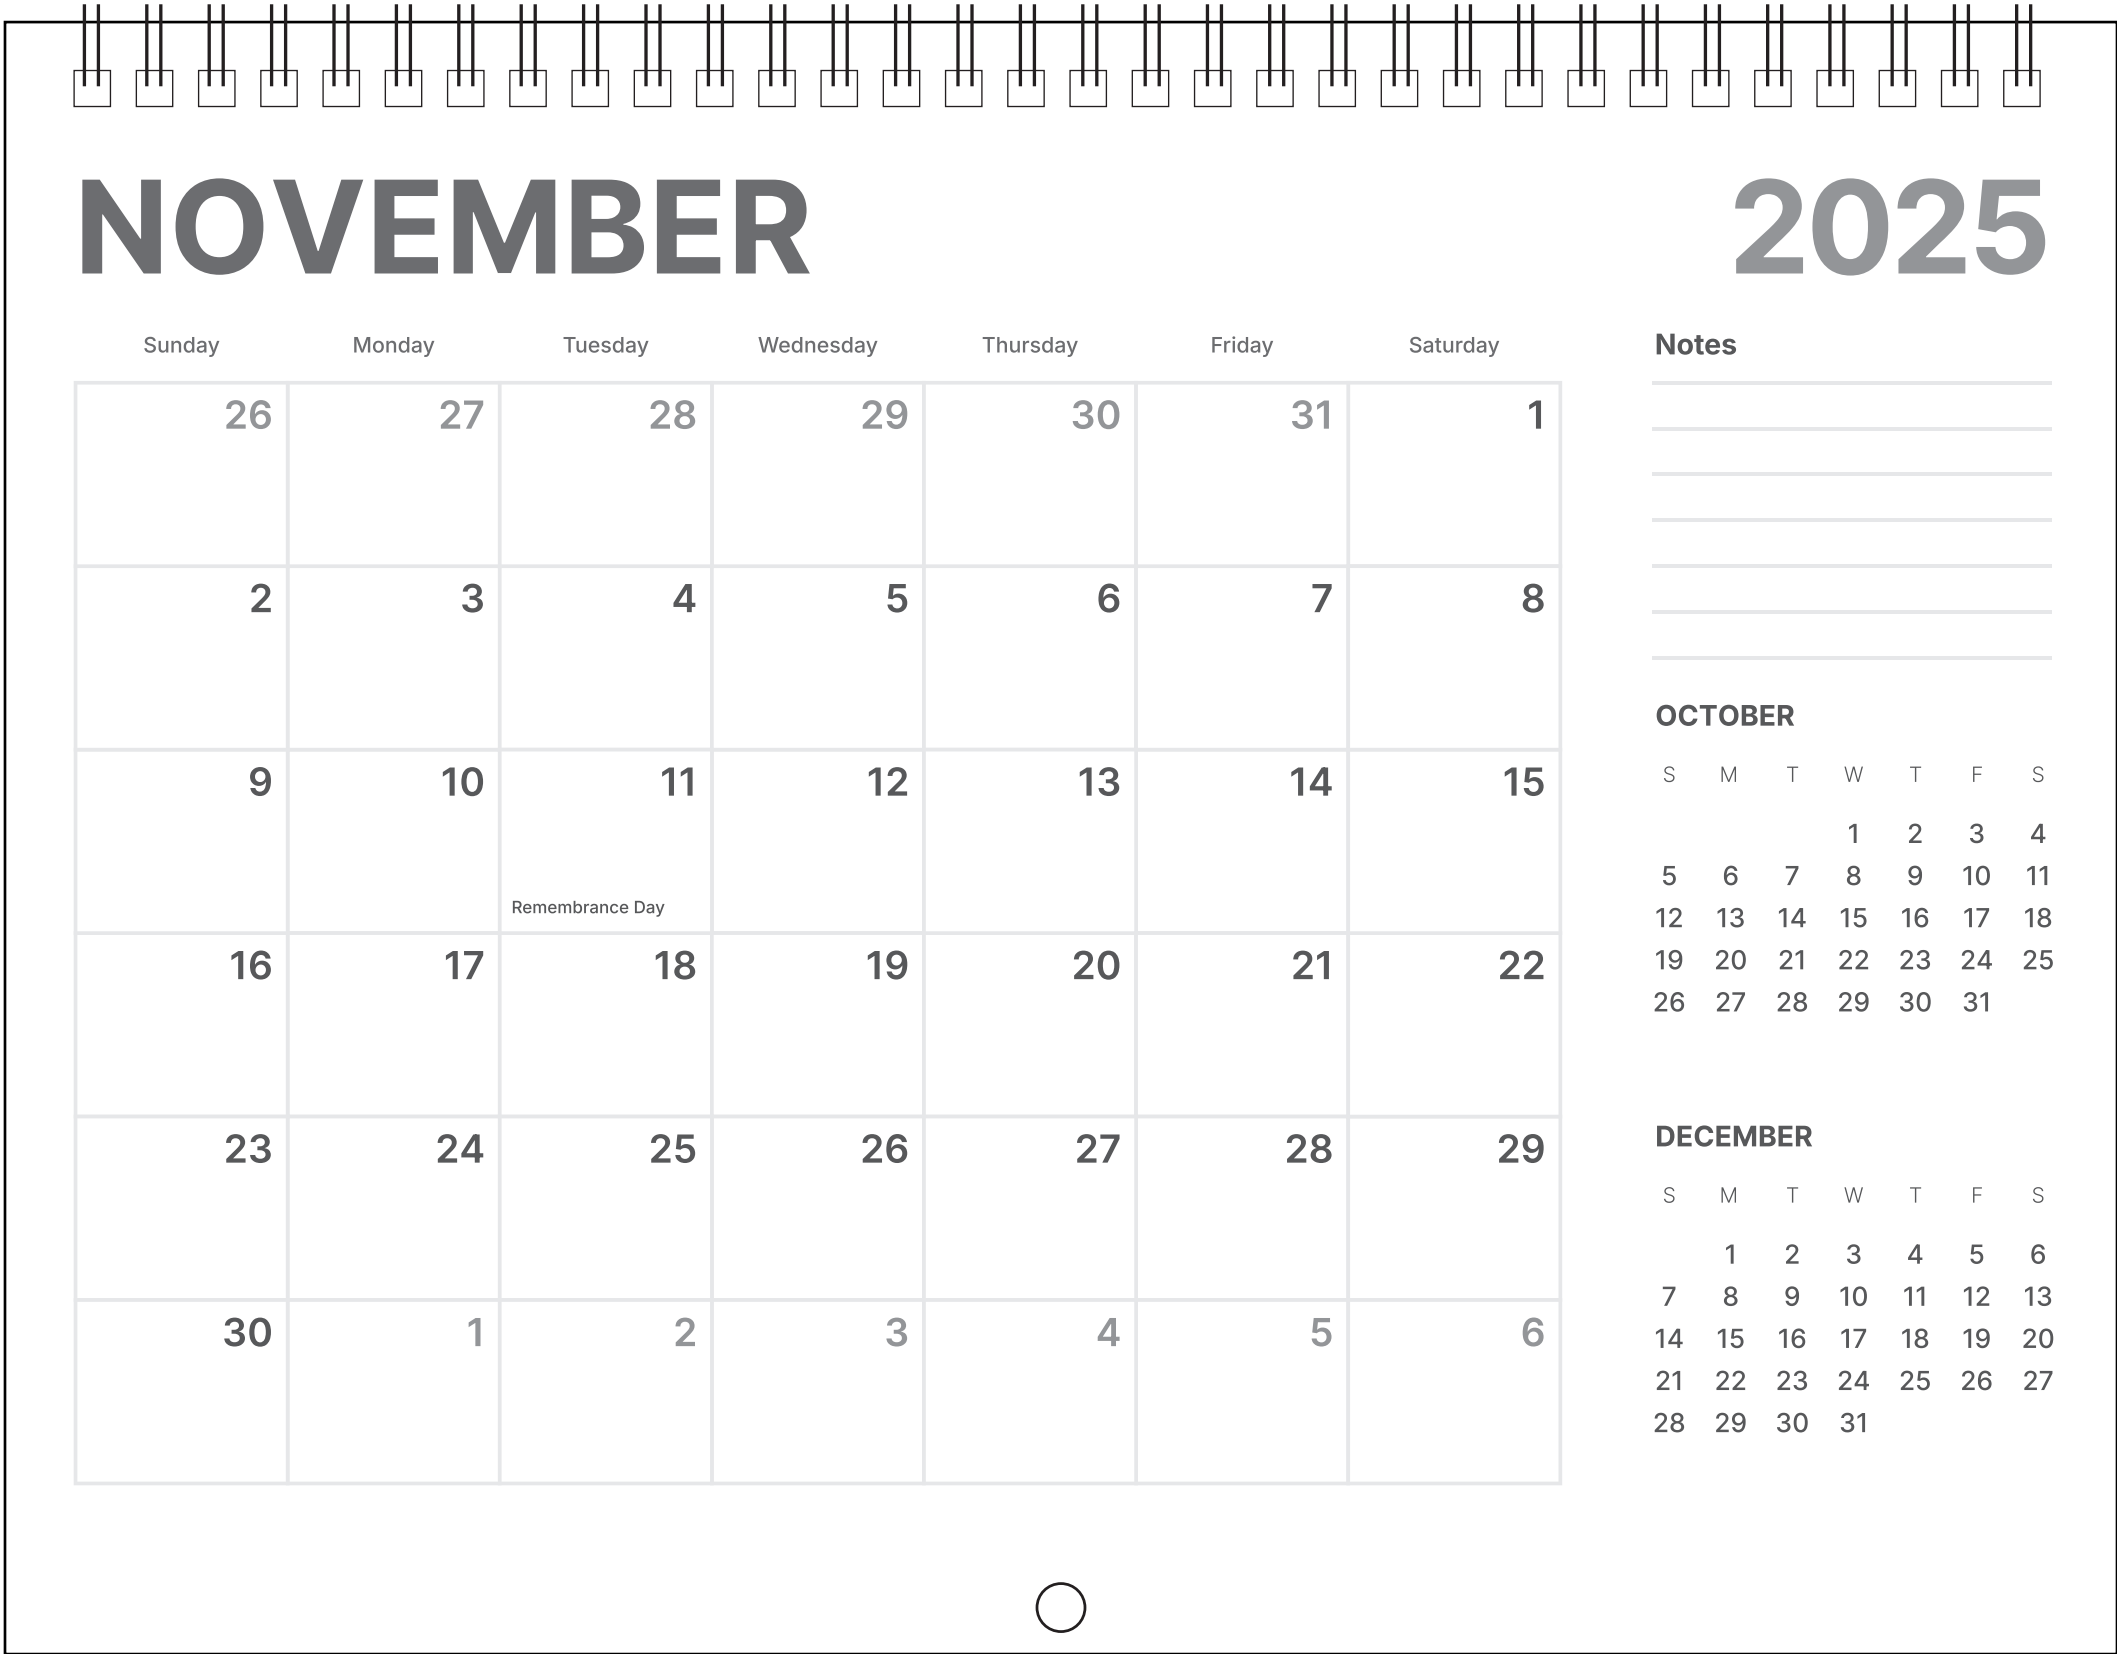 NOVEMBER 2025
Sunday Monday Tuesday Wednesday Thursday Friday Saturday
26 27 28 29 30 31 1
2 3 4 5 6 7 8
9 10 11 12 13 14 15
Remembrance Day
16 17 18 19 20 21 22
23 24 25 26 27 28 29
30 1 2 3 4 5 6
Notes
OCTOBER
S M T W T F S
1 2 3 4
5 6 7 8 9 10 11
12 13 14 15 16 17 18
19 20 21 22 23 24 25
26 27 28 29 30 31
DECEMBER
S M T W T F S
1 2 3 4 5 6
7 8 9 10 11 12 13
14 15 16 17 18 19 20
21 22 23 24 25 26 27
28 29 30 31